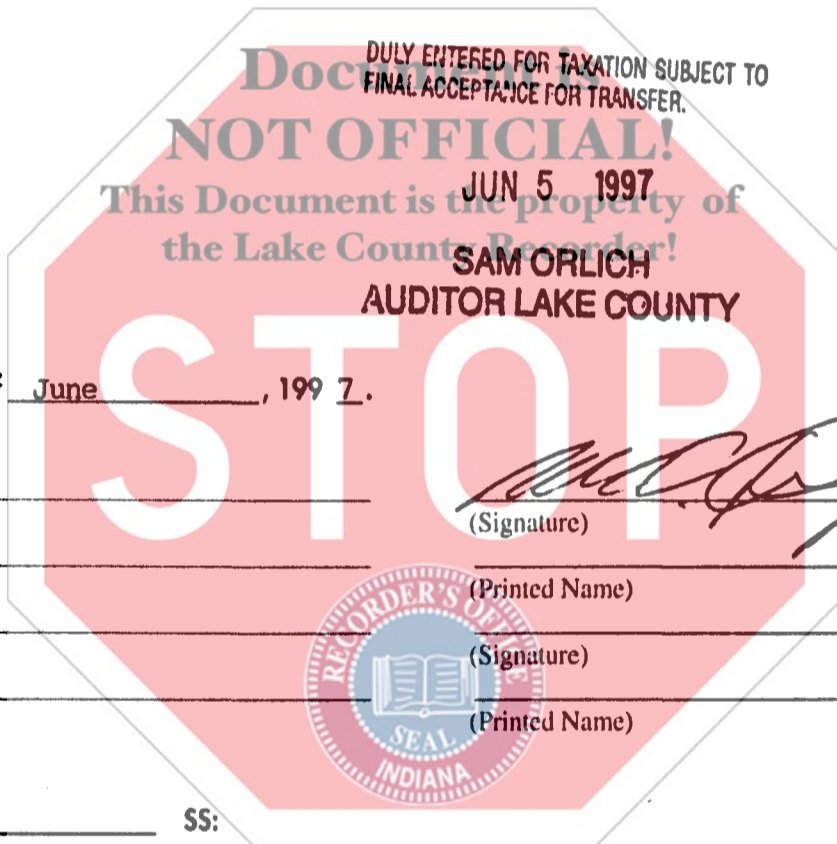 Document is
NOT OFFICIAL!
This Document is the property of
the Lake County Recorder!
DULY ENTERED FOR TAXATION SUBJECT TO
FINAL ACCEPTANCE FOR TRANSFER.
JUN 5 1997
SAM ORLICH
AUDITOR LAKE COUNTY
STOP
June , 199 7.
(Signature)
(Printed Name)
(Signature)
(Printed Name)
RECORDER'S OFFICE
SEAL
INDIANA
SS: